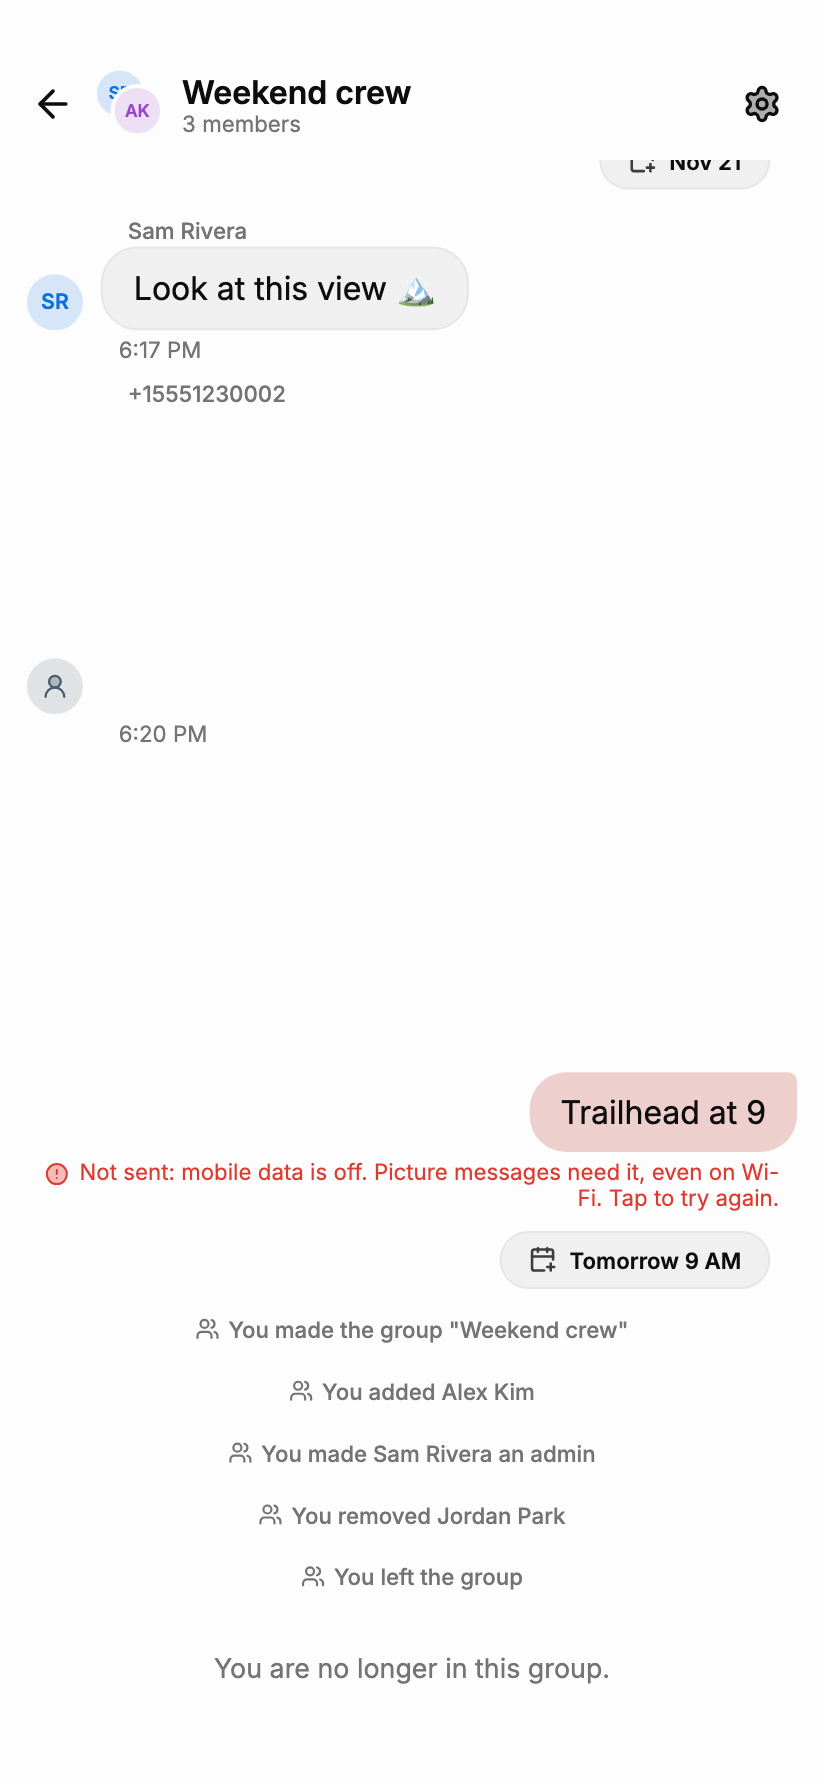 AK
Weekend crew
3 members
Nov 21
Sam Rivera
Look at this view 🏔️
SR
6:17 PM
+15551230002
6:20 PM
Trailhead at 9
Not sent: mobile data is off. Picture messages need it, even on Wi-
Fi. Tap to try again.
Tomorrow 9 AM
You made the group "Weekend crew"
You added Alex Kim
You made Sam Rivera an admin
You removed Jordan Park
You left the group
You are no longer in this group.